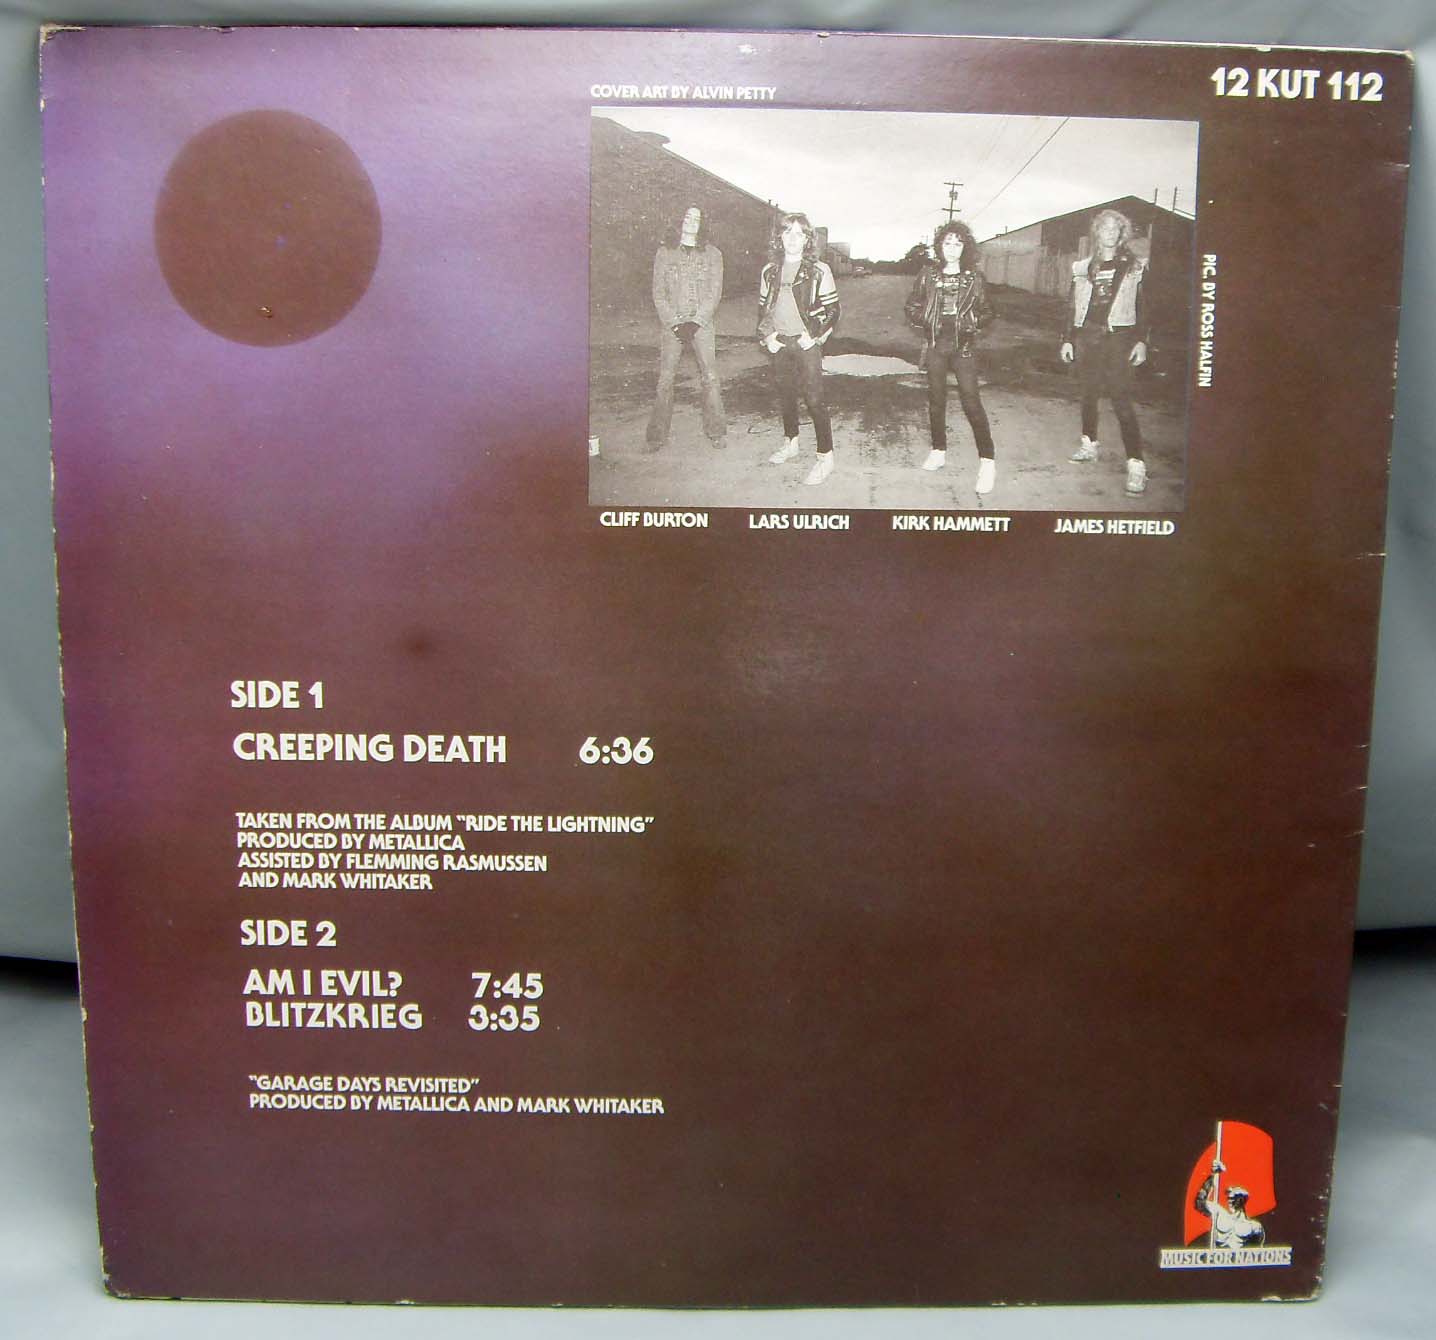 COVER ART BY ALVIN PETTY
12 KUT 112
PIC. BY ROSS HALFIN
CLIFF BURTON LARS ULRICH KIRK HAMMETT JAMES HETFIELD
SIDE 1
CREEPING DEATH 6:36
TAKEN FROM THE ALBUM "RIDE THE LIGHTNING"
PRODUCED BY METALLICA
ASSISTED BY FLEMMING RASMUSSEN
AND MARK WHITAKER
SIDE 2
AM I EVIL? 7:45
BLITZKRIEG 3:35
"GARAGE DAYS REVISITED"
PRODUCED BY METALLICA AND MARK WHITAKER
MUSIC FOR NATIONS